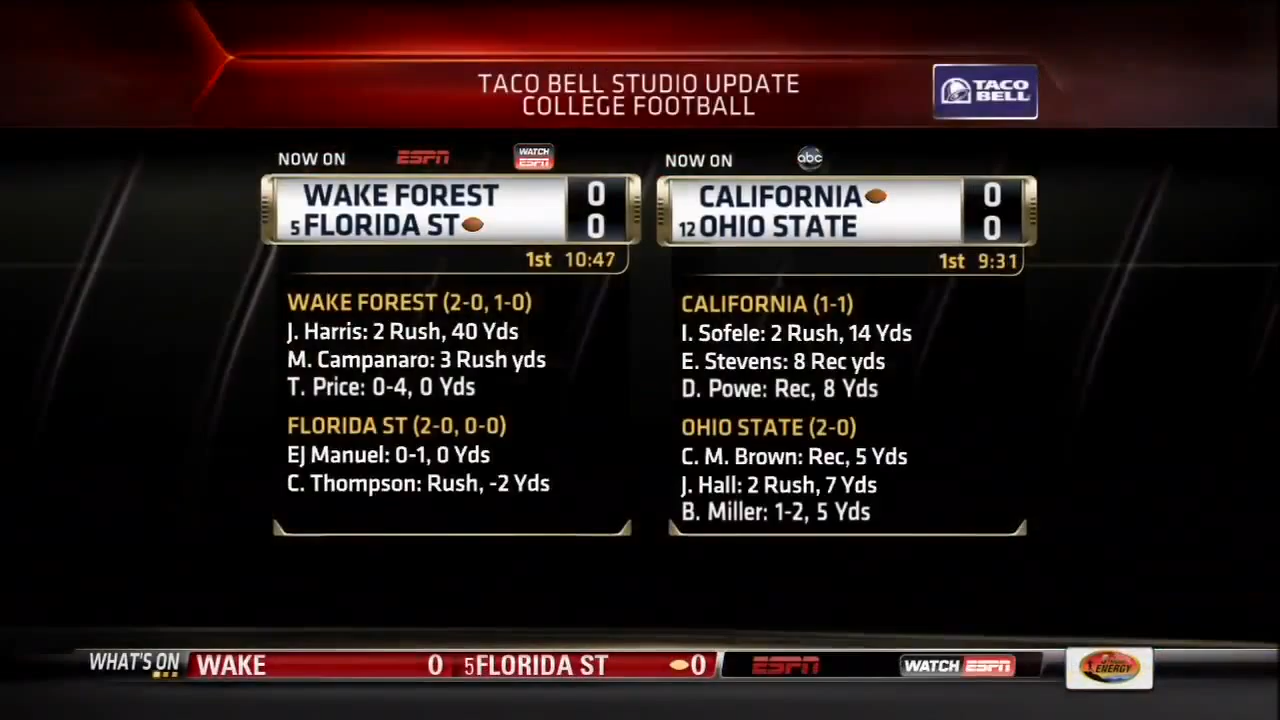 TACO BELL STUDIO UPDATE
COLLEGE FOOTBALL
TACO
BELL
NOW ON ESPN WATCH ESPN
WAKE FOREST 0
5 FLORIDA ST 0
1st 10:47
WAKE FOREST (2-0, 1-0)
J. Harris: 2 Rush, 40 Yds
M. Campanaro: 3 Rush yds
T. Price: 0-4, 0 Yds
FLORIDA ST (2-0, 0-0)
EJ Manuel: 0-1, 0 Yds
C. Thompson: Rush, -2 Yds
NOW ON abc
CALIFORNIA 0
12 OHIO STATE 0
1st 9:31
CALIFORNIA (1-1)
I. Sofele: 2 Rush, 14 Yds
E. Stevens: 8 Rec yds
D. Powe: Rec, 8 Yds
OHIO STATE (2-0)
C. M. Brown: Rec, 5 Yds
J. Hall: 2 Rush, 7 Yds
B. Miller: 1-2, 5 Yds
WHAT'S ON WAKE 0 5 FLORIDA ST 0 ESPN WATCH ESPN
ENERGY